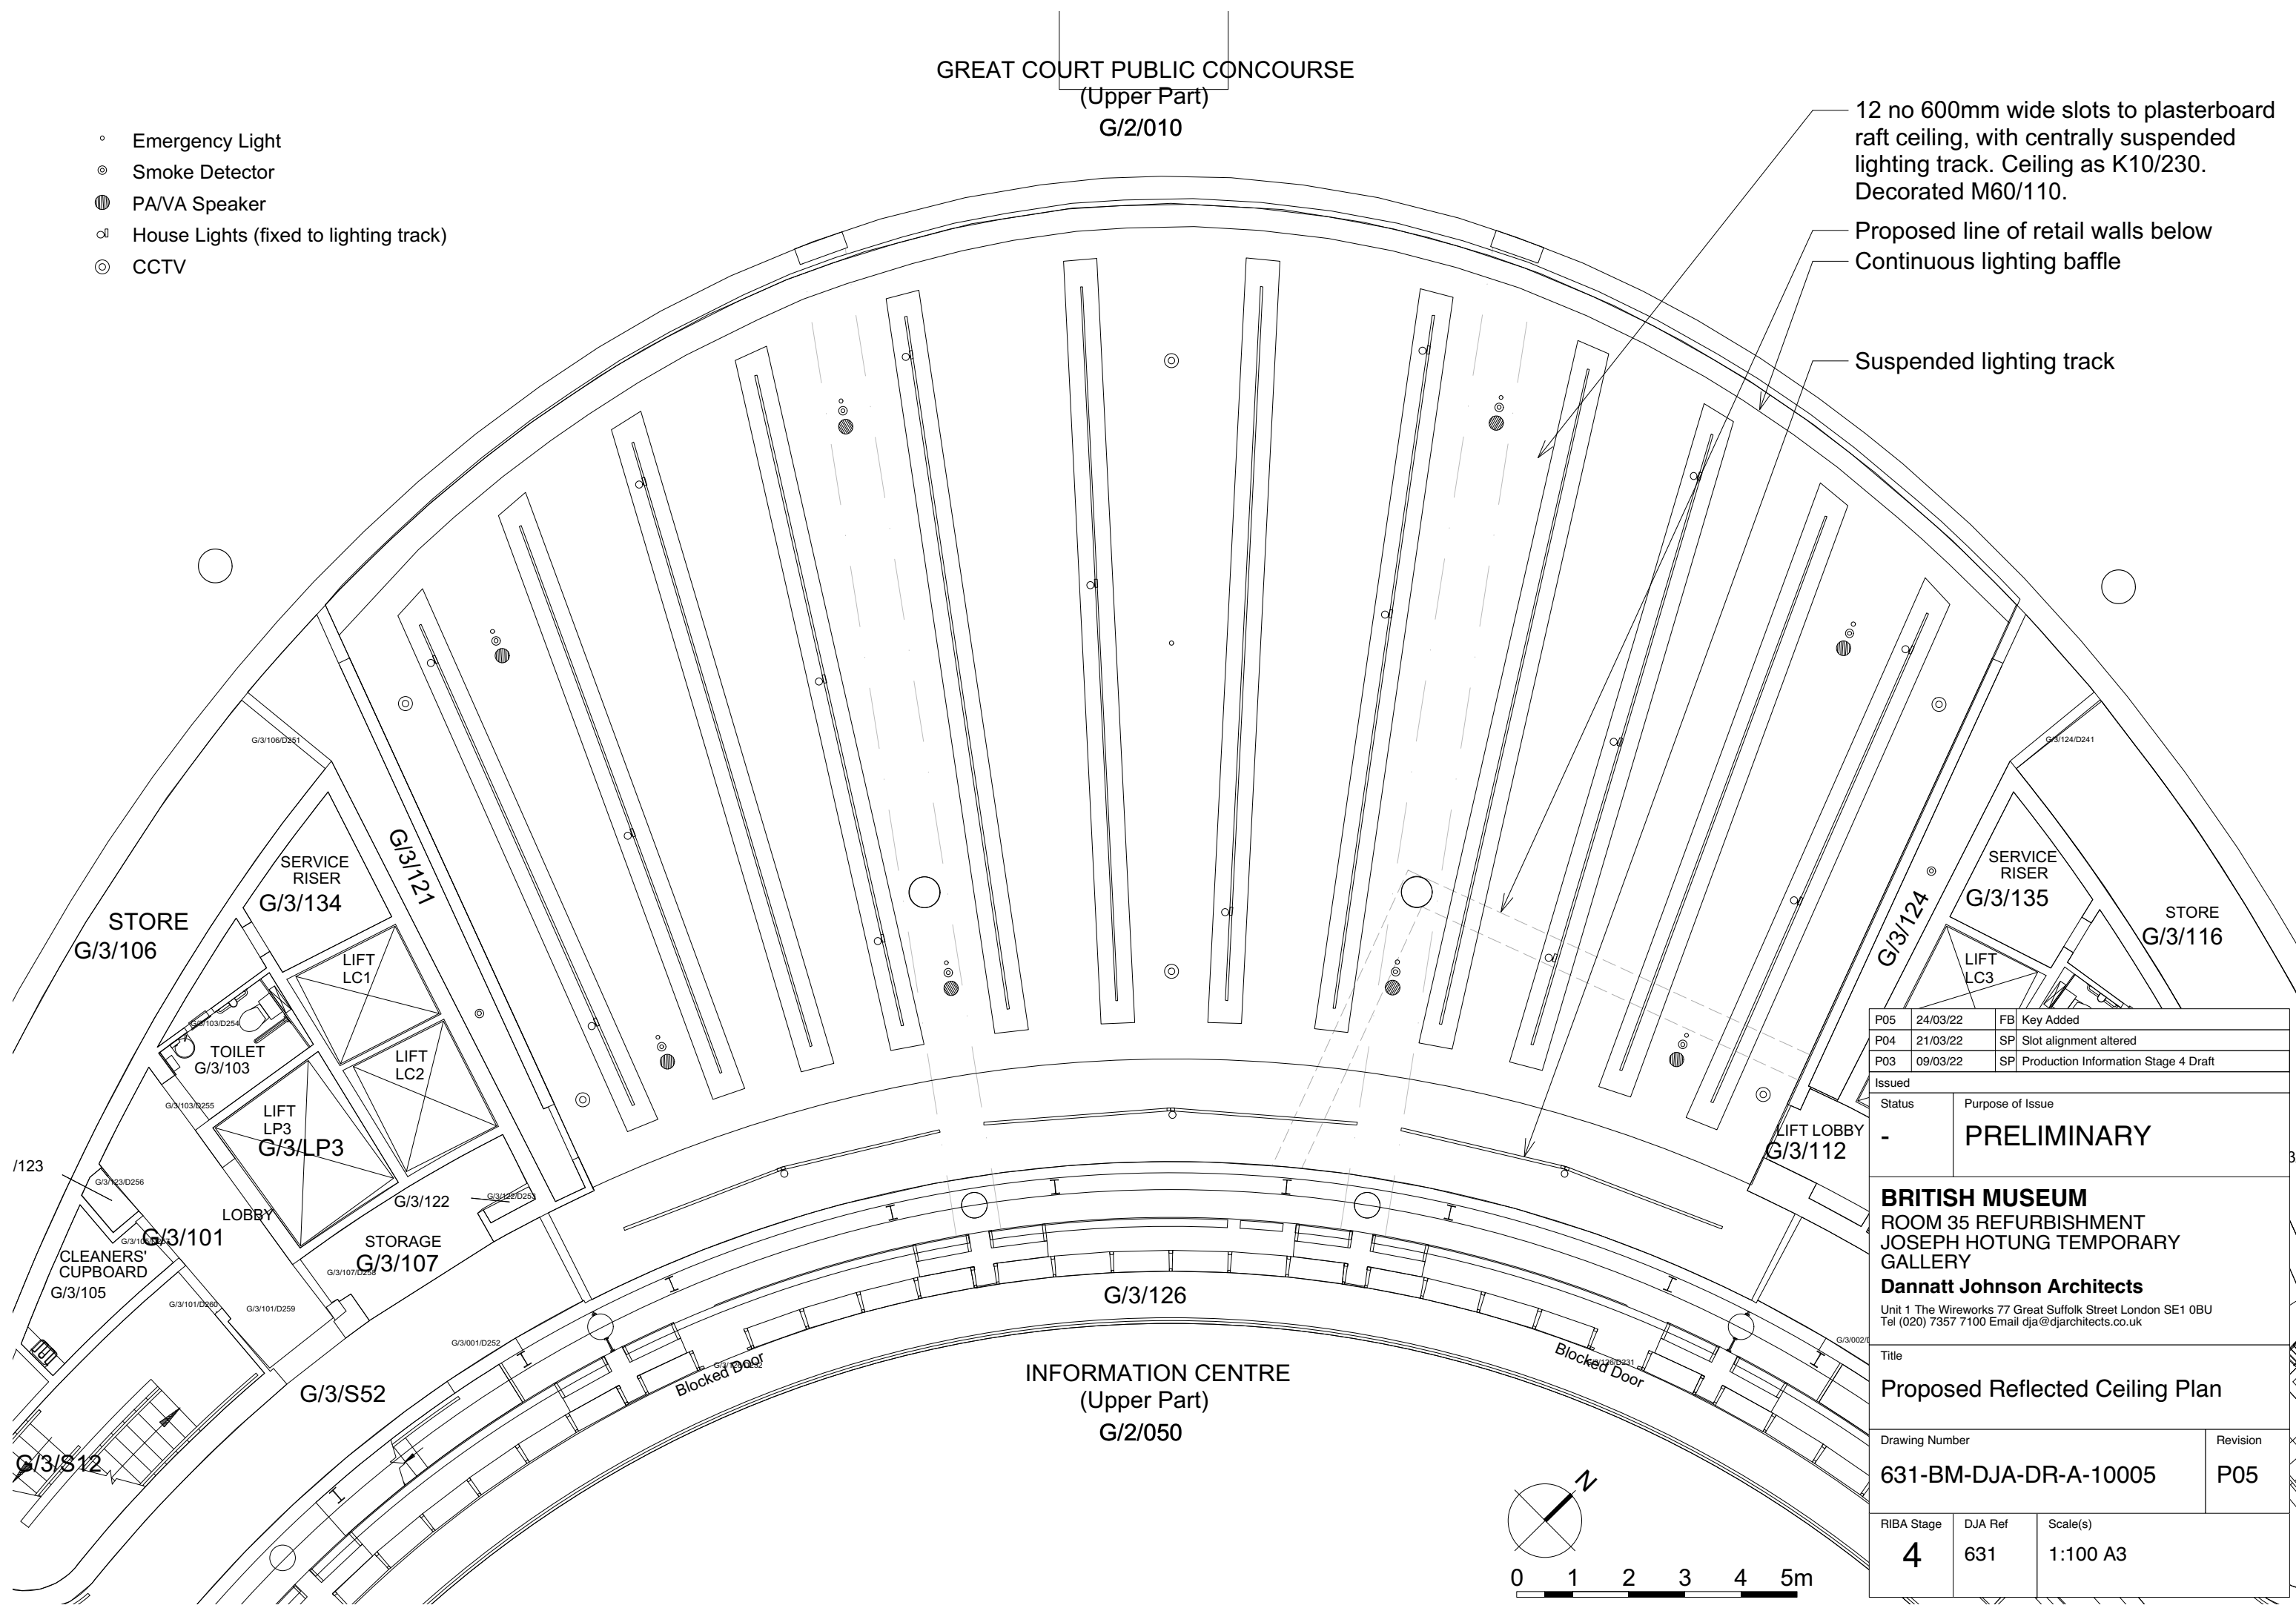 GREAT COURT PUBLIC CONCOURSE
(Upper Part)
G/2/010
Emergency Light
Smoke Detector
PA/VA Speaker
House Lights (fixed to lighting track)
CCTV
12 no 600mm wide slots to plasterboard
raft ceiling, with centrally suspended
lighting track. Ceiling as K10/230.
Decorated M60/110.
Proposed line of retail walls below
Continuous lighting baffle
Suspended lighting track
G/3/106/D251
G/3/124/D241
G/3/121
SERVICE
RISER
G/3/134
STORE
G/3/106
LIFT
LC1
G/3/103/D254
TOILET
G/3/103
LIFT
LC2
G/3/103/D255
LIFT
LP3
G/3/LP3
/123
G/3/123/D256
G/3/122
G/3/122/D253
LOBBY
G/3/101
STORAGE
G/3/107
CLEANERS'
CUPBOARD
G/3/105
G/3/101/D260
G/3/101/D259
G/3/001/D252
G/3/S52
G/3/S12
Blocked Door
G/3/126
INFORMATION CENTRE
(Upper Part)
G/2/050
Blocked Door
G/3/124
SERVICE
RISER
G/3/135
STORE
G/3/116
LIFT
LC3
LIFT LOBBY
G/3/112
N
0 1 2 3 4 5m
P05 24/03/22 FB Key Added
P04 21/03/22 SP Slot alignment altered
P03 09/03/22 SP Production Information Stage 4 Draft
Issued
Status Purpose of Issue
- PRELIMINARY
BRITISH MUSEUM
ROOM 35 REFURBISHMENT
JOSEPH HOTUNG TEMPORARY
GALLERY
Dannatt Johnson Architects
Unit 1 The Wireworks 77 Great Suffolk Street London SE1 0BU
Tel (020) 7357 7100 Email dja@djarchitects.co.uk
Title
Proposed Reflected Ceiling Plan
Drawing Number Revision
631-BM-DJA-DR-A-10005 P05
RIBA Stage DJA Ref Scale(s)
4 631 1:100 A3